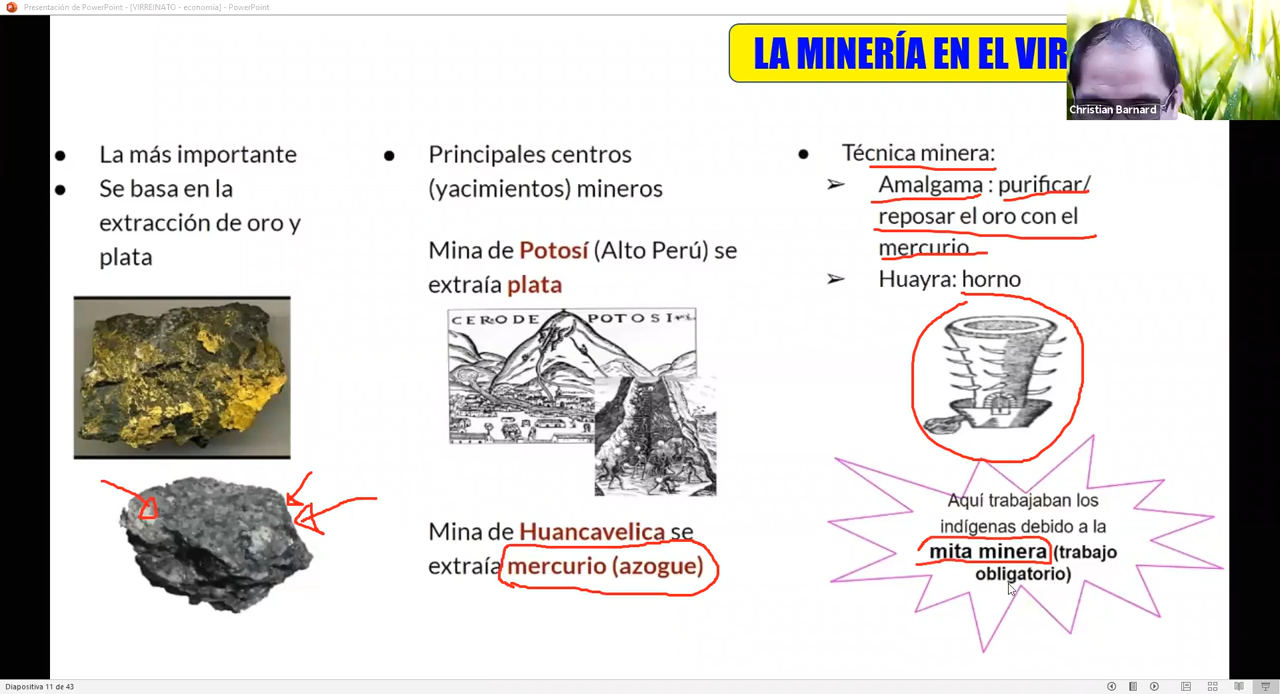 Presentación de PowerPoint - [VIRREINATO - economia] - PowerPoint
LA MINERÍA EN EL VIR
Christian Barnard
La más importante
Se basa en la
extracción de oro y
plata
Principales centros
(yacimientos) mineros
Mina de Potosí (Alto Perú) se
extraía plata
CERO DE POTOSI
Mina de Huancavelica se
extraía mercurio (azogue)
Técnica minera:
Amalgama : purificar/
reposar el oro con el
mercurio
Huayra: horno
Aquí trabajaban los
indígenas debido a la
mita minera (trabajo
obligatorio)
Diapositiva 11 de 43